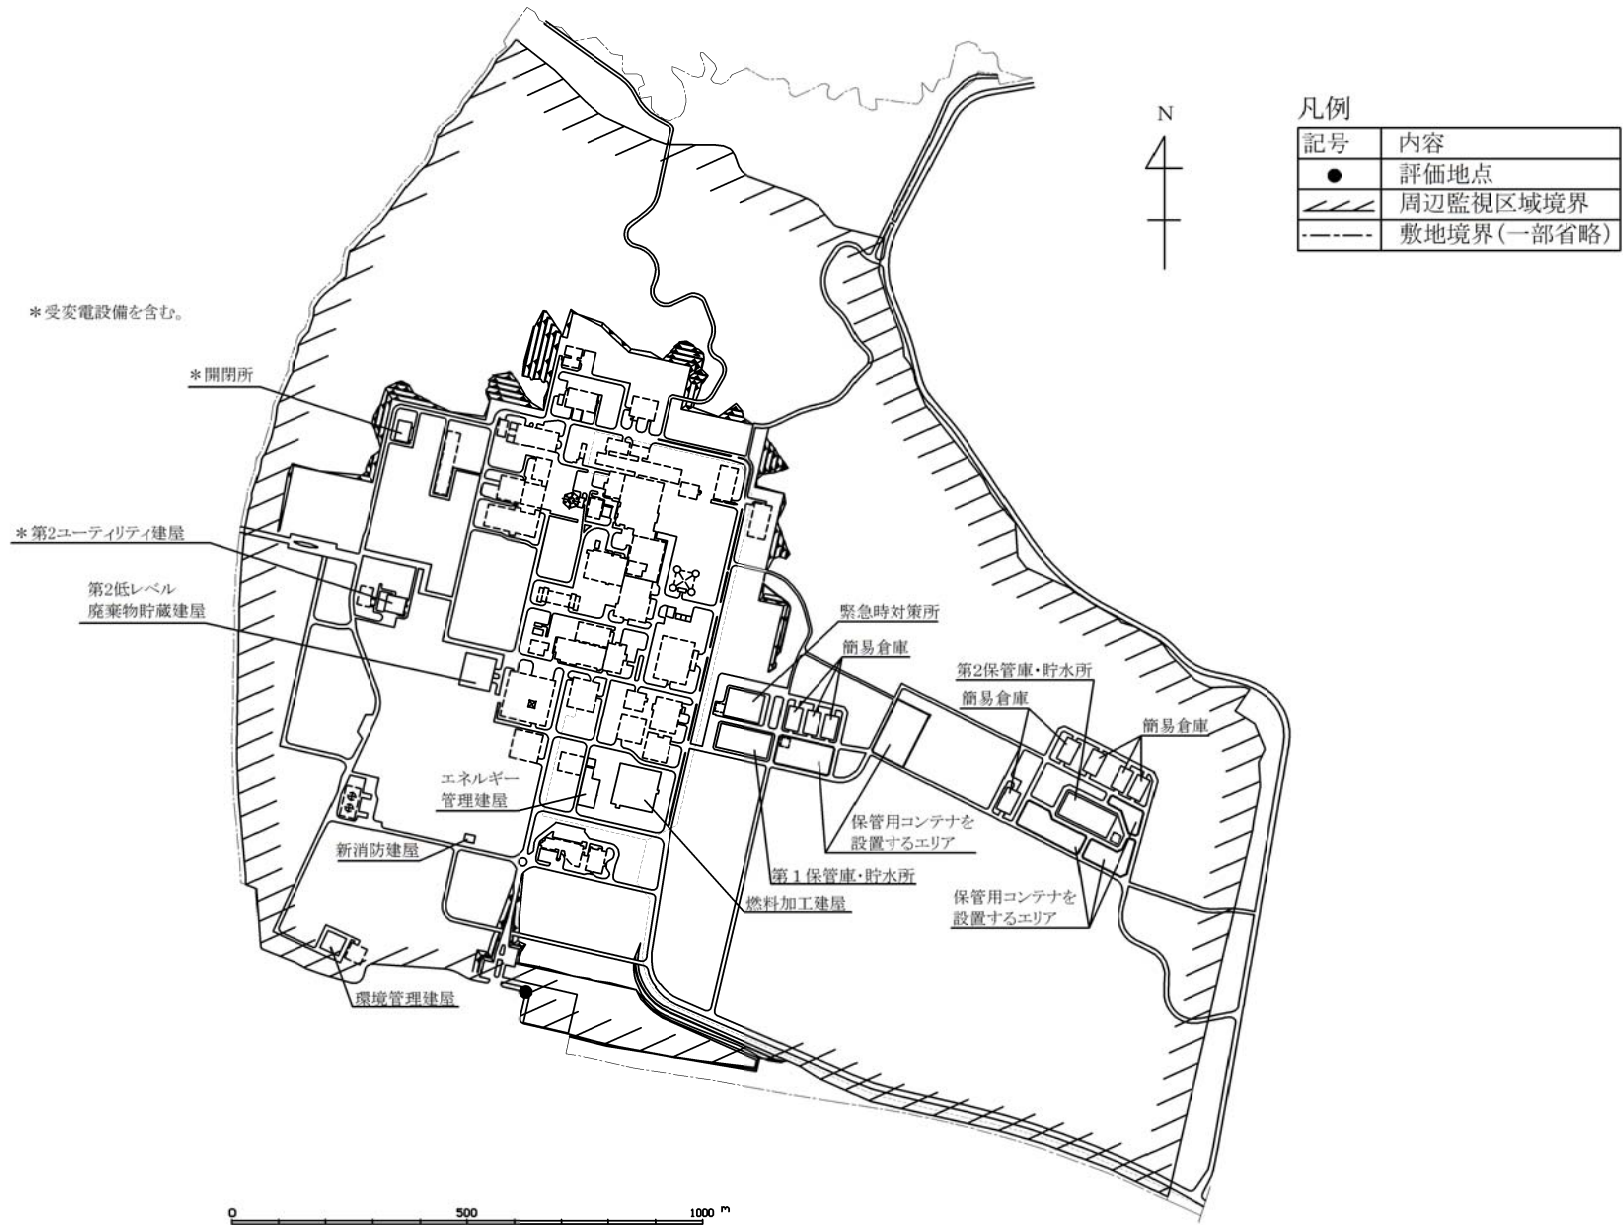 N
凡例
記号 内容
評価地点
周辺監視区域境界
敷地境界(一部省略)
＊受変電設備を含む。
＊開閉所
＊第2ユーティリティ建屋
第2低レベル
廃棄物貯蔵建屋
緊急時対策所
簡易倉庫
第2保管庫・貯水所
簡易倉庫
簡易倉庫
エネルギー
管理建屋
保管用コンテナを
設置するエリア
新消防建屋
第1保管庫・貯水所
燃料加工建屋
保管用コンテナを
設置するエリア
環境管理建屋
0 500 1000 m